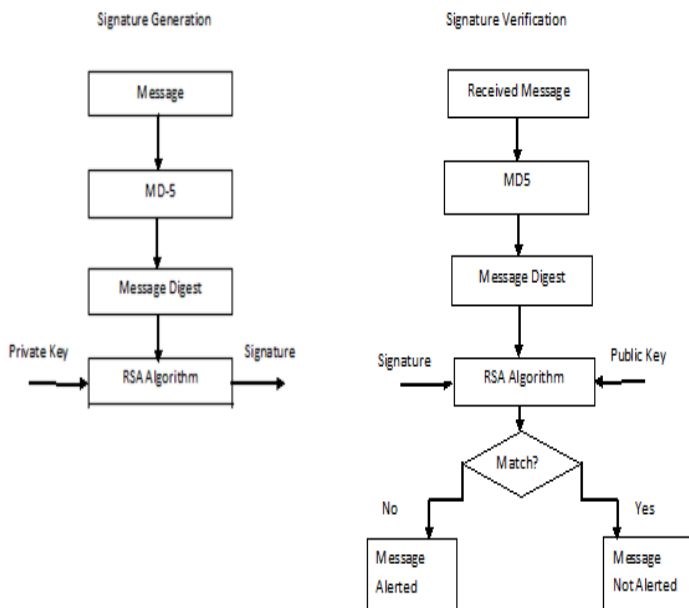 Signature Generation
Message
MD-5
Message Digest
Private Key
RSA Algorithm
Signature
Signature Verification
Received Message
MD5
Message Digest
Signature
RSA Algorithm
Public Key
Match?
No
Yes
Message
Alerted
Message
Not Alerted